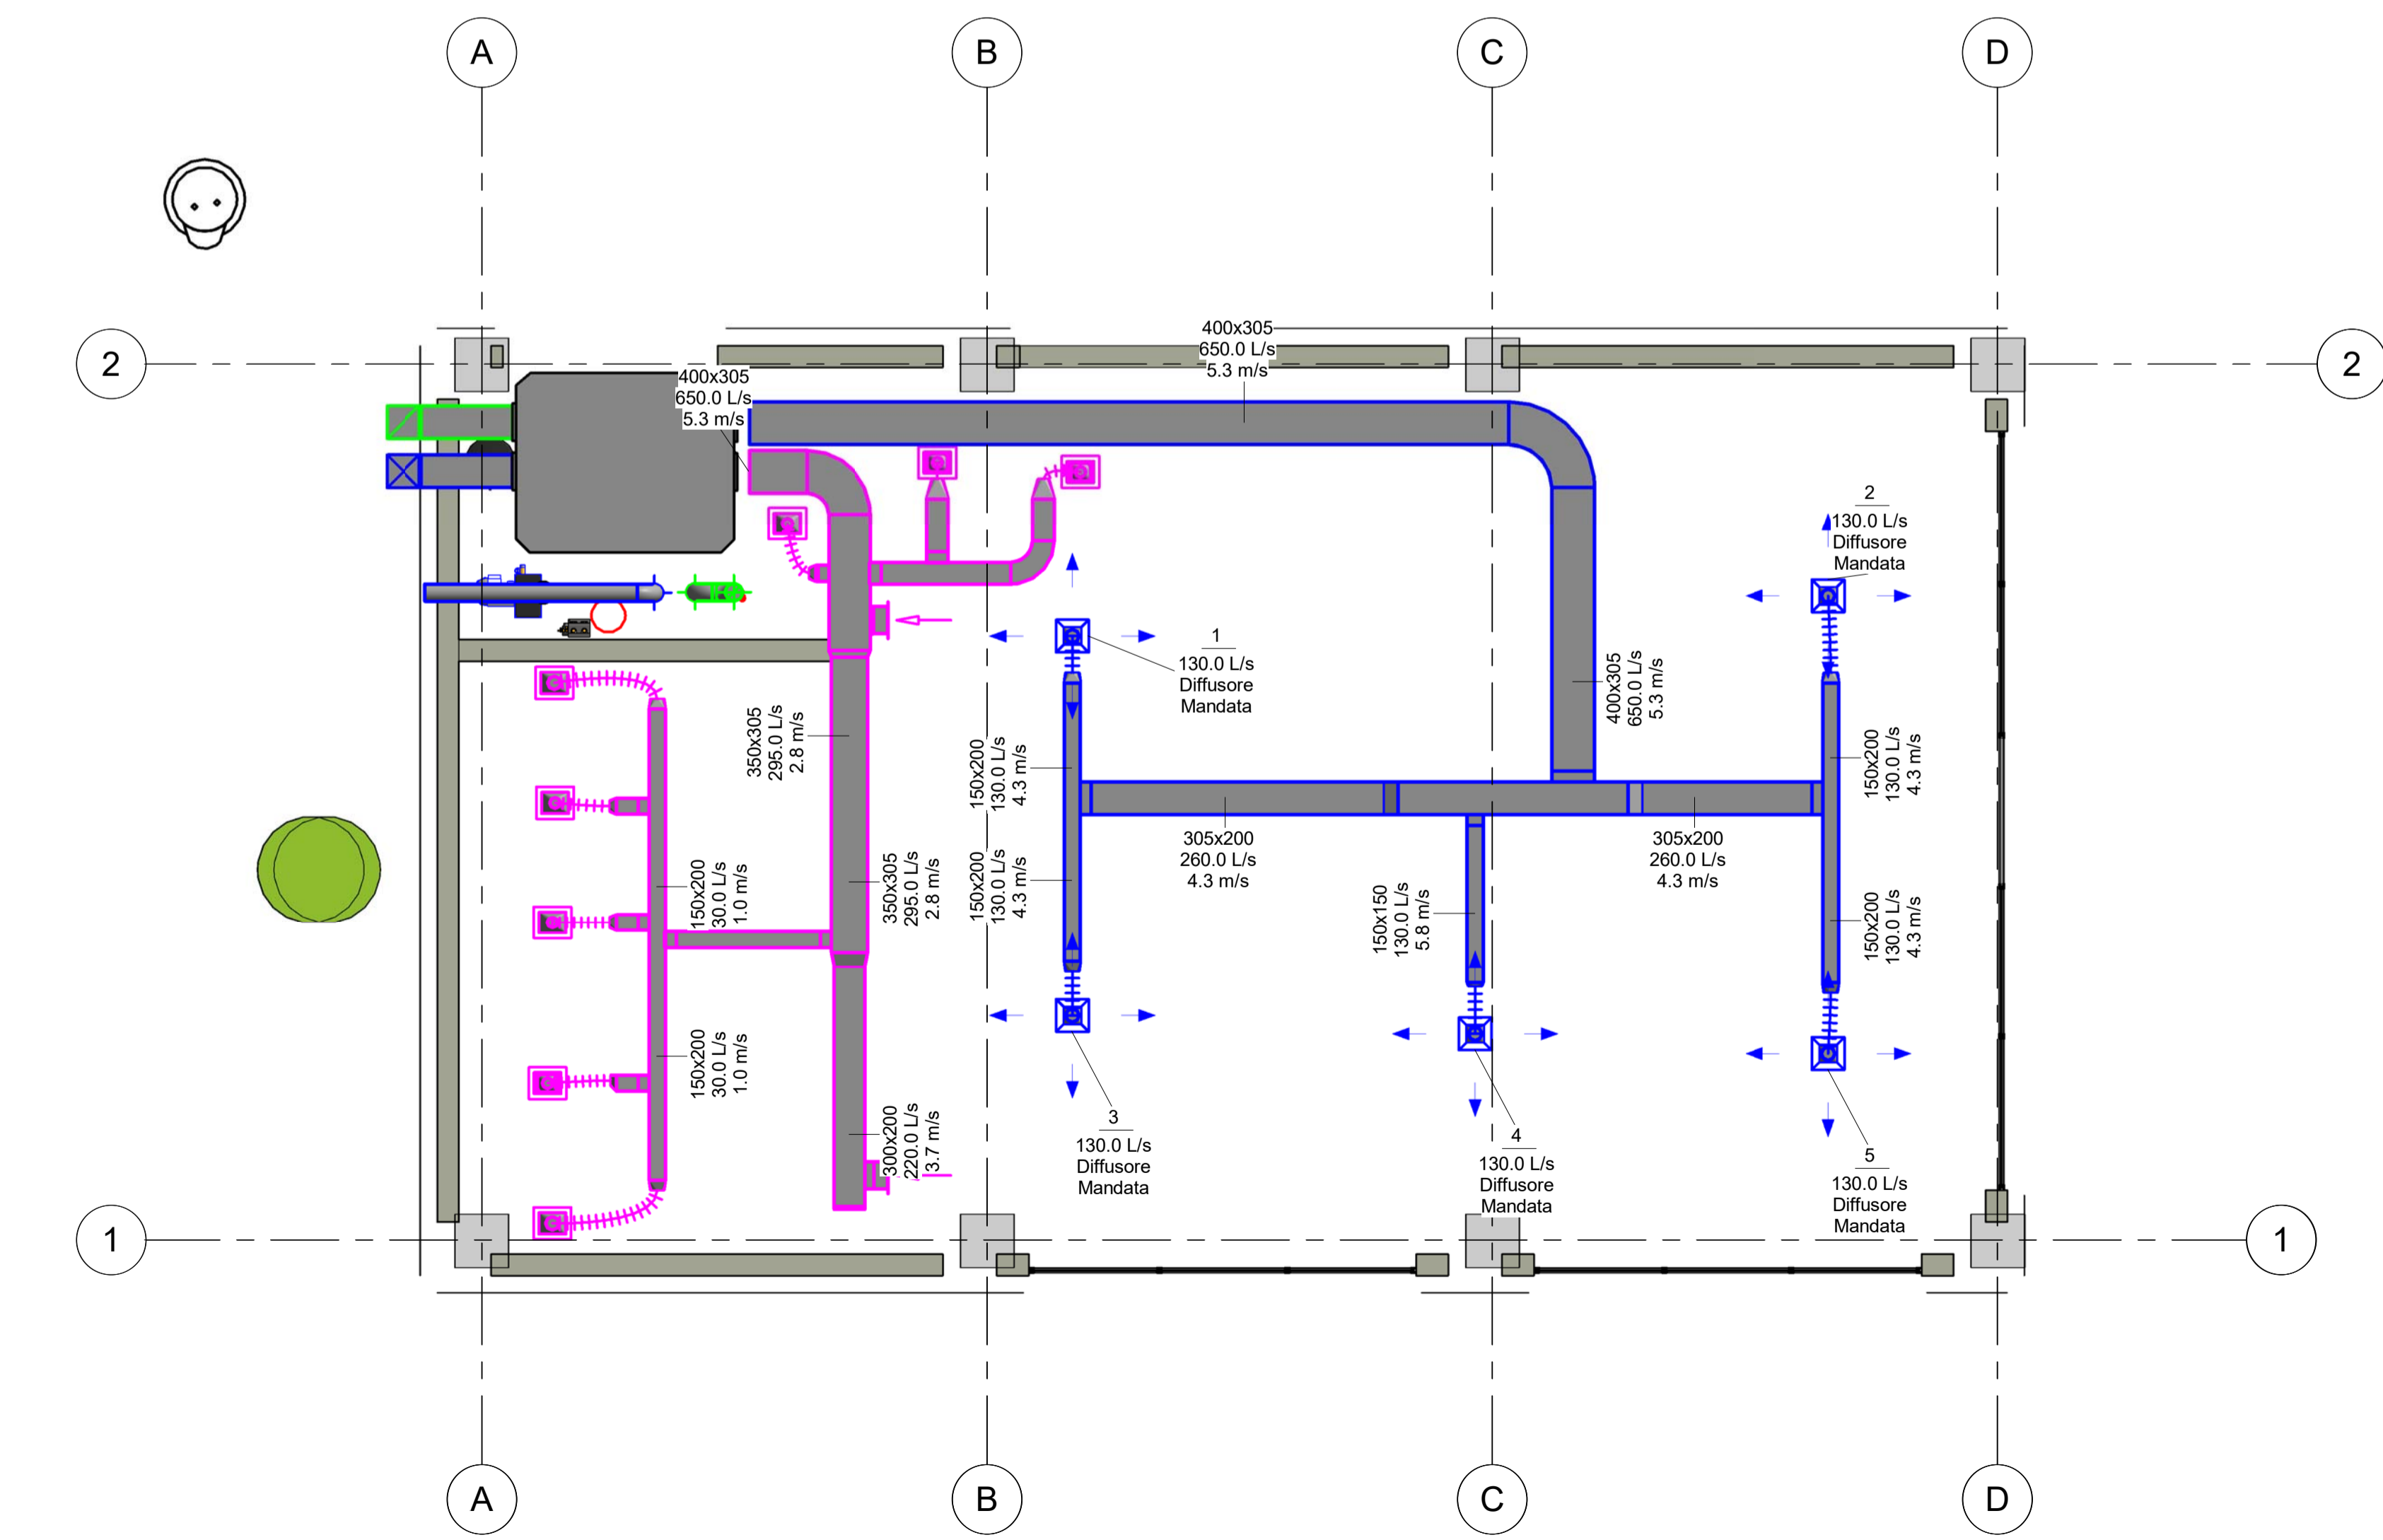 A
B
C
D
2
400x305
650.0 L/s
5.3 m/s
2
400x305
650.0 L/s
5.3 m/s
2
130.0 L/s
Diffusore
Mandata
1
130.0 L/s
Diffusore
Mandata
400x305
650.0 L/s
5.3 m/s
350x305
295.0 L/s
2.8 m/s
150x200
130.0 L/s
4.3 m/s
150x200
130.0 L/s
4.3 m/s
305x200
260.0 L/s
4.3 m/s
305x200
260.0 L/s
4.3 m/s
150x200
30.0 L/s
1.0 m/s
350x305
295.0 L/s
2.8 m/s
150x200
130.0 L/s
4.3 m/s
150x150
130.0 L/s
5.8 m/s
150x200
130.0 L/s
4.3 m/s
150x200
30.0 L/s
1.0 m/s
300x200
220.0 L/s
3.7 m/s
3
130.0 L/s
Diffusore
Mandata
4
130.0 L/s
Diffusore
Mandata
5
130.0 L/s
Diffusore
Mandata
1
1
A
B
C
D